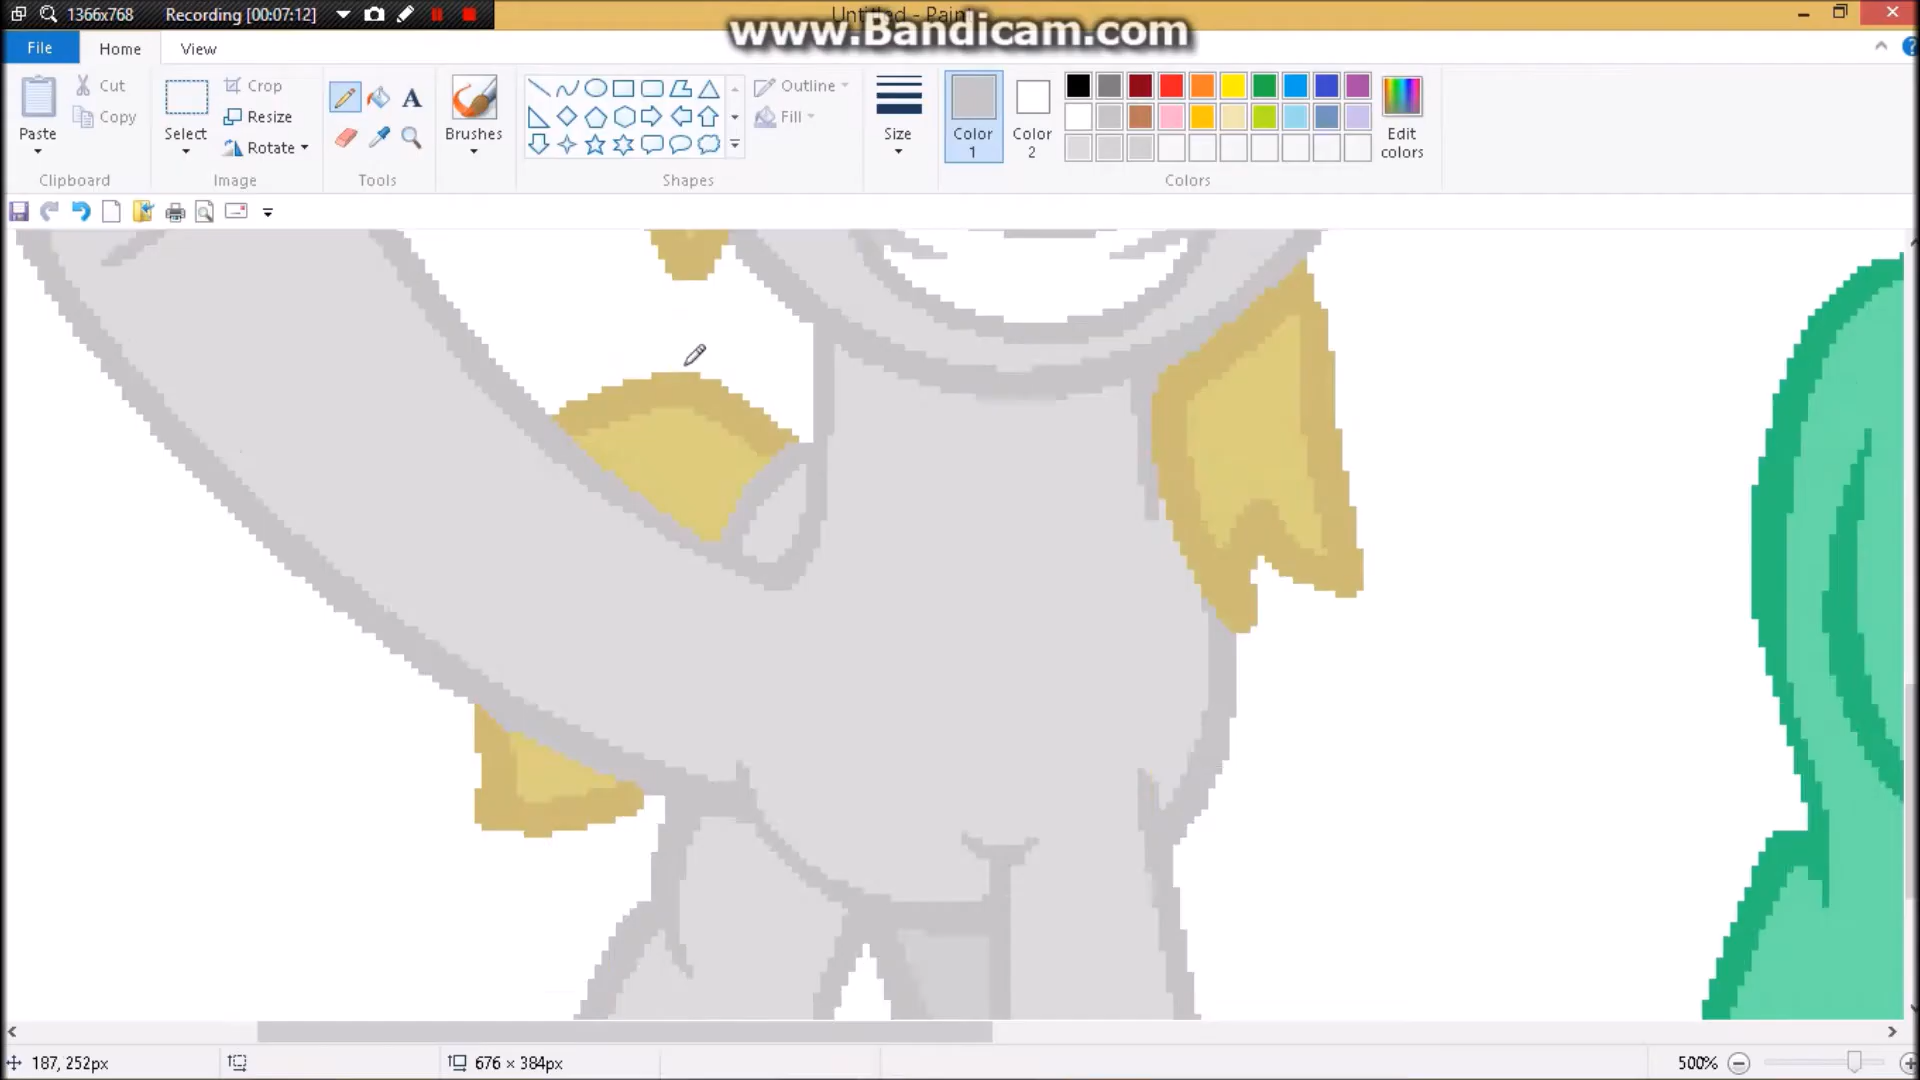 1366x768 Recording [00:07:12] Untitled - Paint
www.Bandicam.com
File Home View
Cut Crop Outline
Copy Resize Fill
Paste Select Rotate Brushes Size Color 1 Color 2 Edit colors
Clipboard Image Tools Shapes Colors
187, 252px 676 × 384px 500%